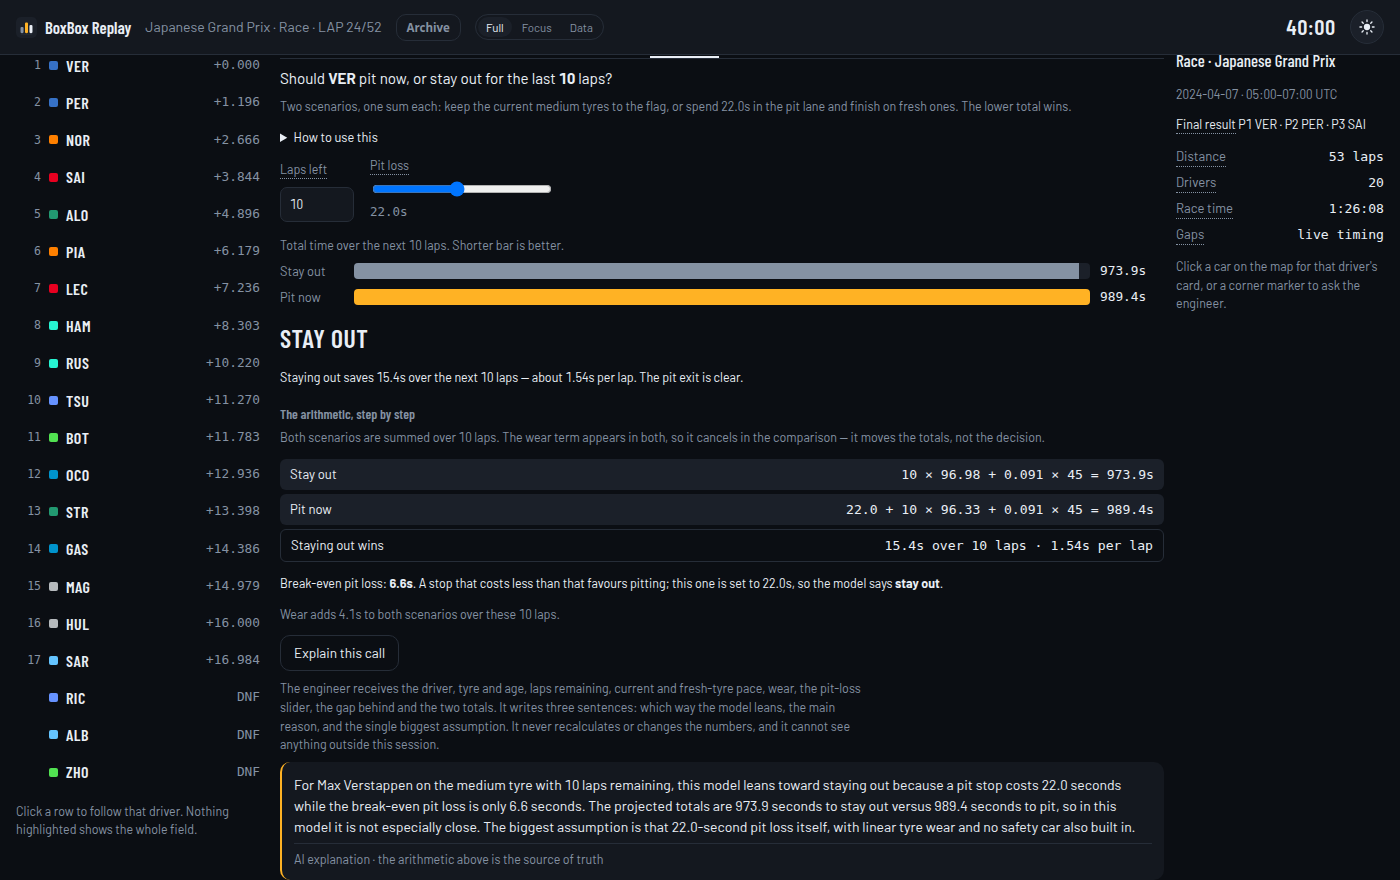 BoxBox Replay Japanese Grand Prix · Race · LAP 24/52 Archive Full Focus Data 40:00
1 VER +0.000
2 PER +1.196
3 NOR +2.666
4 SAI +3.844
5 ALO +4.896
6 PIA +6.179
7 LEC +7.236
8 HAM +8.303
9 RUS +10.220
10 TSU +11.270
11 BOT +11.783
12 OCO +12.936
13 STR +13.398
14 GAS +14.386
15 MAG +14.979
16 HUL +16.000
17 SAR +16.984
RIC DNF
ALB DNF
ZHO DNF
Click a row to follow that driver. Nothing
highlighted shows the whole field.
Should VER pit now, or stay out for the last 10 laps?
Two scenarios, one sum each: keep the current medium tyres to the flag, or spend 22.0s in the pit lane and finish on fresh ones. The lower total wins.
How to use this
Laps left Pit loss
10
22.0s
Total time over the next 10 laps. Shorter bar is better.
Stay out 973.9s
Pit now 989.4s
STAY OUT
Staying out saves 15.4s over the next 10 laps — about 1.54s per lap. The pit exit is clear.
The arithmetic, step by step
Both scenarios are summed over 10 laps. The wear term appears in both, so it cancels in the comparison — it moves the totals, not the decision.
Stay out 10 × 96.98 + 0.091 × 45 = 973.9s
Pit now 22.0 + 10 × 96.33 + 0.091 × 45 = 989.4s
Staying out wins 15.4s over 10 laps · 1.54s per lap
Break-even pit loss: 6.6s. A stop that costs less than that favours pitting; this one is set to 22.0s, so the model says stay out.
Wear adds 4.1s to both scenarios over these 10 laps.
Explain this call
The engineer receives the driver, tyre and age, laps remaining, current and fresh-tyre pace, wear, the pit-loss
slider, the gap behind and the two totals. It writes three sentences: which way the model leans, the main
reason, and the single biggest assumption. It never recalculates or changes the numbers, and it cannot see
anything outside this session.
For Max Verstappen on the medium tyre with 10 laps remaining, this model leans toward staying out because a pit stop costs 22.0 seconds
while the break-even pit loss is only 6.6 seconds. The projected totals are 973.9 seconds to stay out versus 989.4 seconds to pit, so in this
model it is not especially close. The biggest assumption is that 22.0-second pit loss itself, with linear tyre wear and no safety car also built in.
AI explanation · the arithmetic above is the source of truth
Race · Japanese Grand Prix
2024-04-07 · 05:00–07:00 UTC
Final result P1 VER · P2 PER · P3 SAI
Distance 53 laps
Drivers 20
Race time 1:26:08
Gaps live timing
Click a car on the map for that driver's
card, or a corner marker to ask the
engineer.